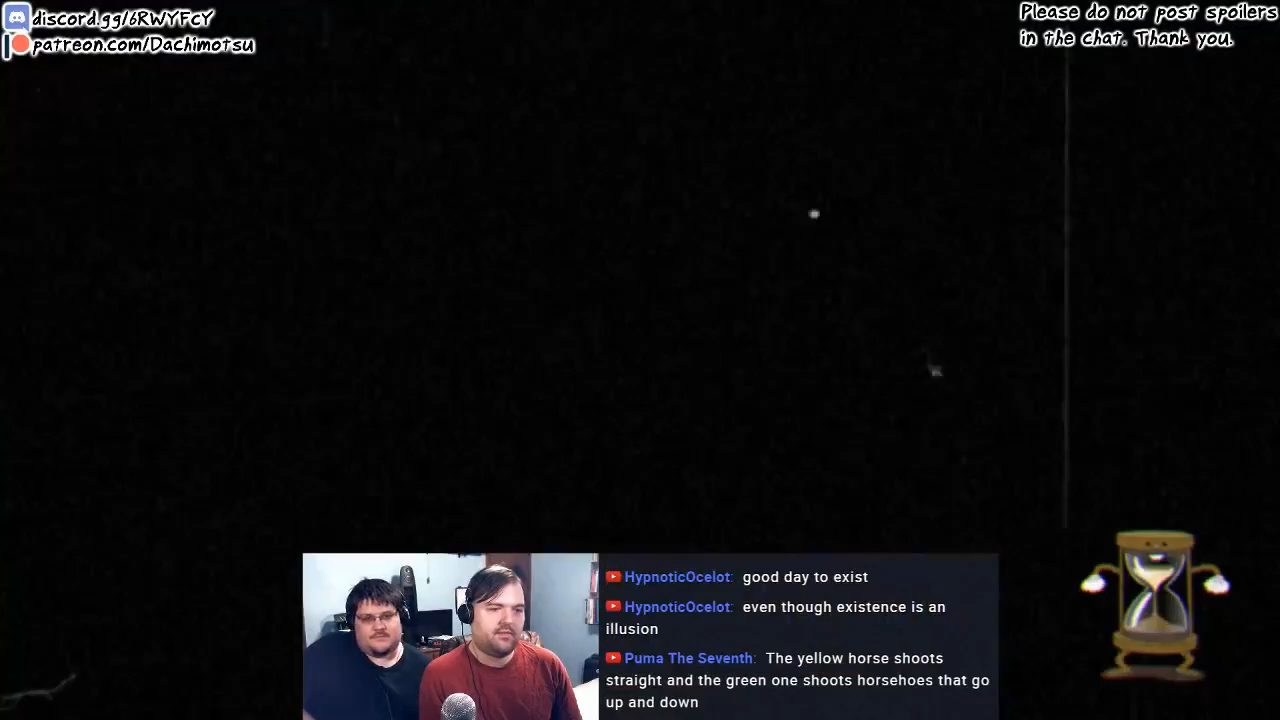 discord.gg/6RWYFcY
patreon.com/Dachimotsu
Please do not post spoilers
in the chat. Thank you.
HypnoticOcelot: good day to exist
HypnoticOcelot: even though existence is an
illusion
Puma The Seventh: The yellow horse shoots
straight and the green one shoots horsehoes that go
up and down